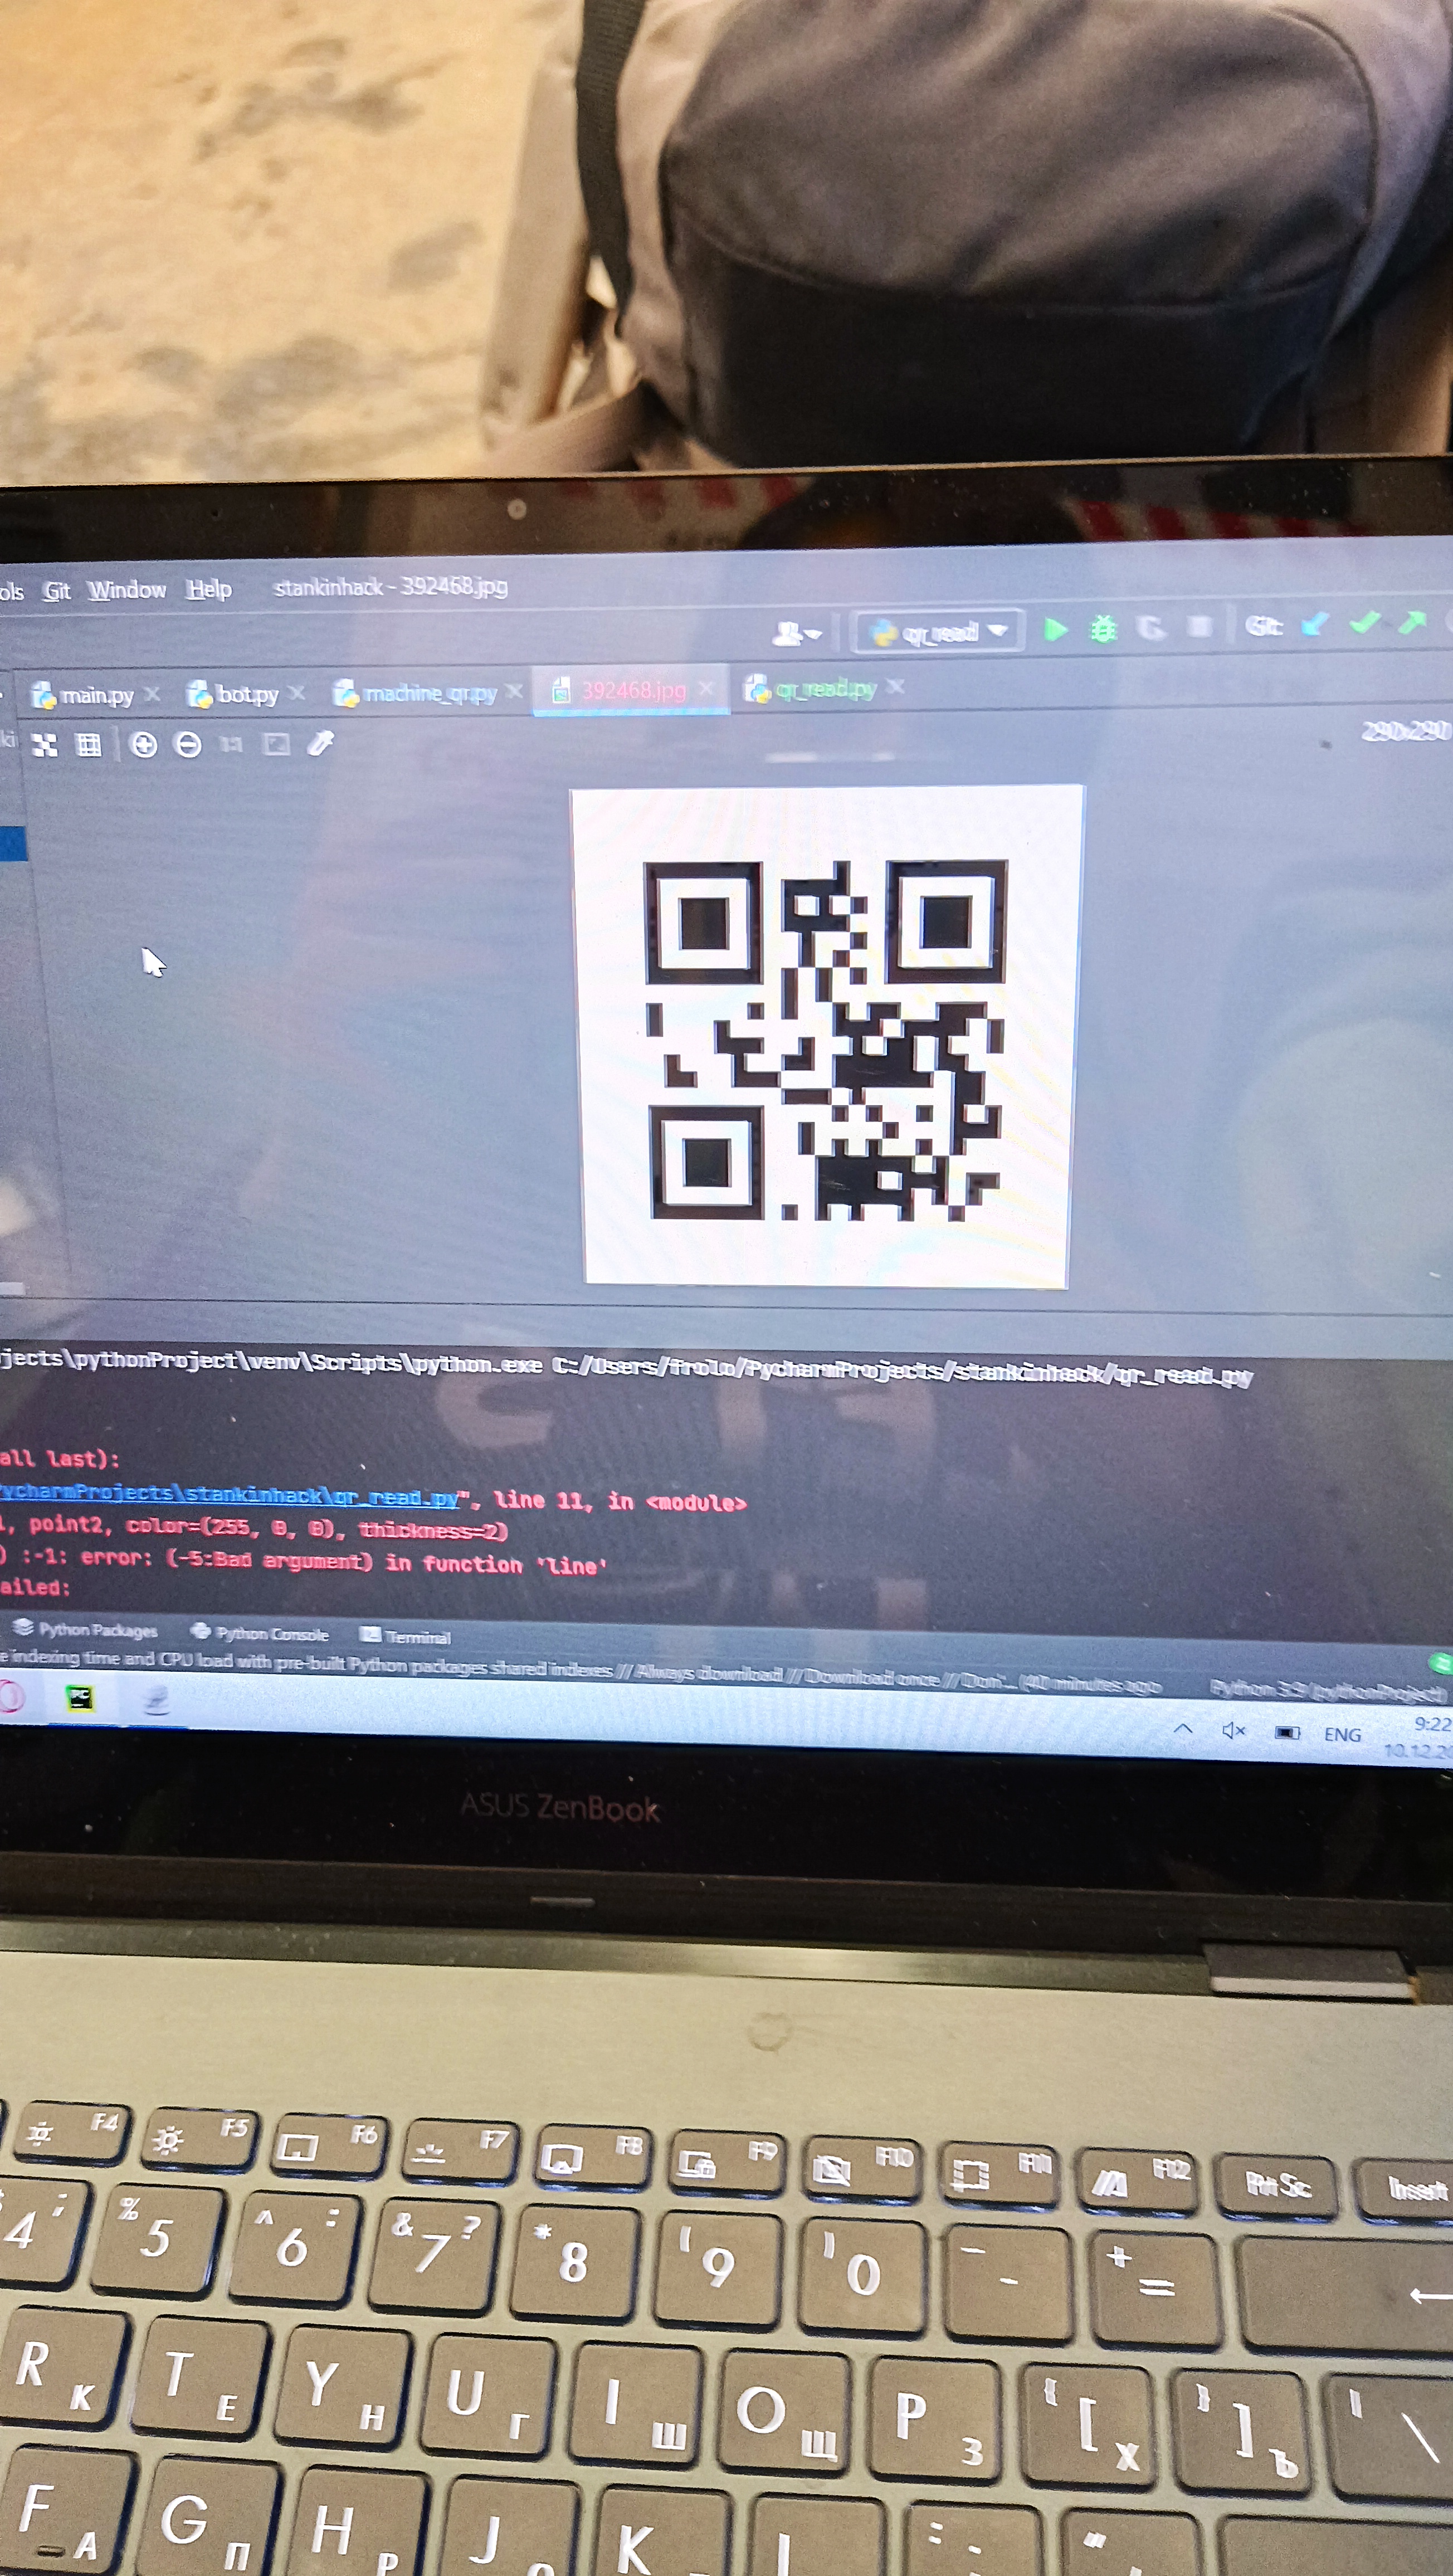 ols Git Window Help stankinhack - 392468.jpg
qr_read Git:
main.py bot.py machine_qr.py 392468.jpg qr_read.py
290x290
jects\pythonProject\venv\Scripts\python.exe C:/Users/frolo/PycharmProjects/stankinhack/qr_read.py
all last):
ycharmProjects\stankinhack\qr_read.py", line 11, in <module>
, point2, color=(255, 0, 0), thickness=2)
) :-1: error: (-5:Bad argument) in function 'line'
ailed:
Python Packages Python Console Terminal
e indexing time and CPU load with pre-built Python packages shared indexes // Always download // Download once // Don'... (40 minutes ago Python 3.9 (pythonProject)
PC ENG 9:22
10.12.20
ASUS ZenBook
F4 F5 F6 F7 F8 F9 F10 F11 F12 Prt Sc Insert
4 ; % 5 ^ 6 : & 7 ? * 8 ( 9 ) 0 - + =
R К T Е Y Н U Г I Ш O Щ P З { [ Х } ] Ъ | \
F А G П H Р J О K : ; "